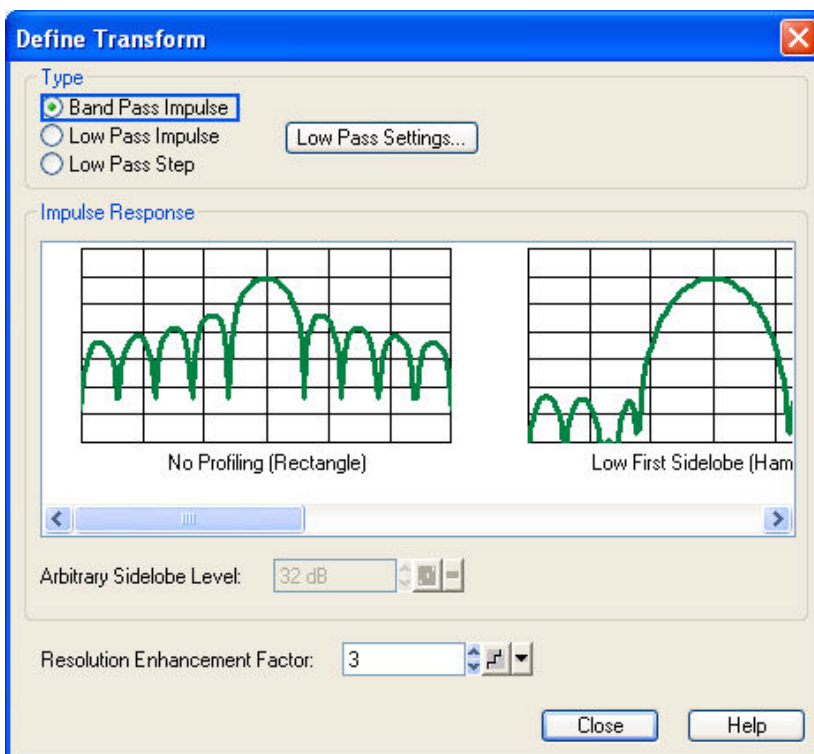 Define Transform
Type
Band Pass Impulse
Low Pass Impulse
Low Pass Settings...
Low Pass Step
Impulse Response
No Profiling (Rectangle)
Low First Sidelobe (Ham
Arbitrary Sidelobe Level:
32 dB
Resolution Enhancement Factor:
3
Close
Help